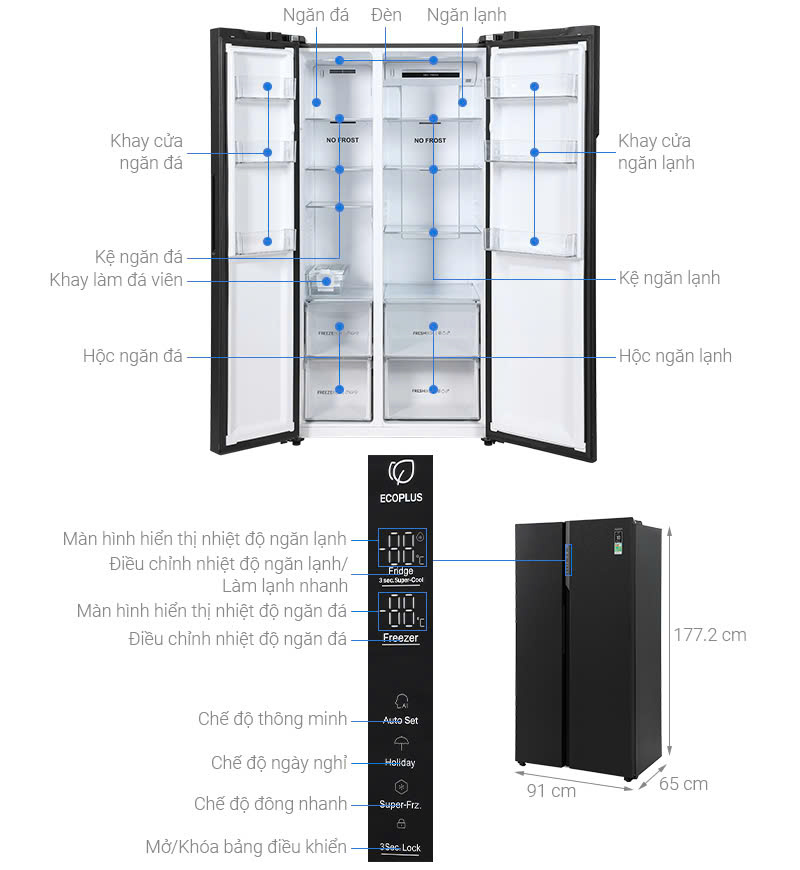 Ngăn đá Đèn Ngăn lạnh
Khay cửa
ngăn đá
Khay cửa
ngăn lạnh
NO FROST NO FROST
Kệ ngăn đá
Khay làm đá viên
Kệ ngăn lạnh
Hộc ngăn đá
Hộc ngăn lạnh
ECOPLUS
Màn hình hiển thị nhiệt độ ngăn lạnh
Điều chỉnh nhiệt độ ngăn lạnh/
Làm lạnh nhanh
°C
Fridge
3 sec.Super-Cool
Màn hình hiển thị nhiệt độ ngăn đá
°C
Điều chỉnh nhiệt độ ngăn đá
Freezer
AI
Chế độ thông minh
Auto Set
Chế độ ngày nghỉ
Holiday
Chế độ đông nhanh
Super-Frz.
Mở/Khóa bảng điều khiển
3Sec.Lock
177.2 cm
91 cm
65 cm